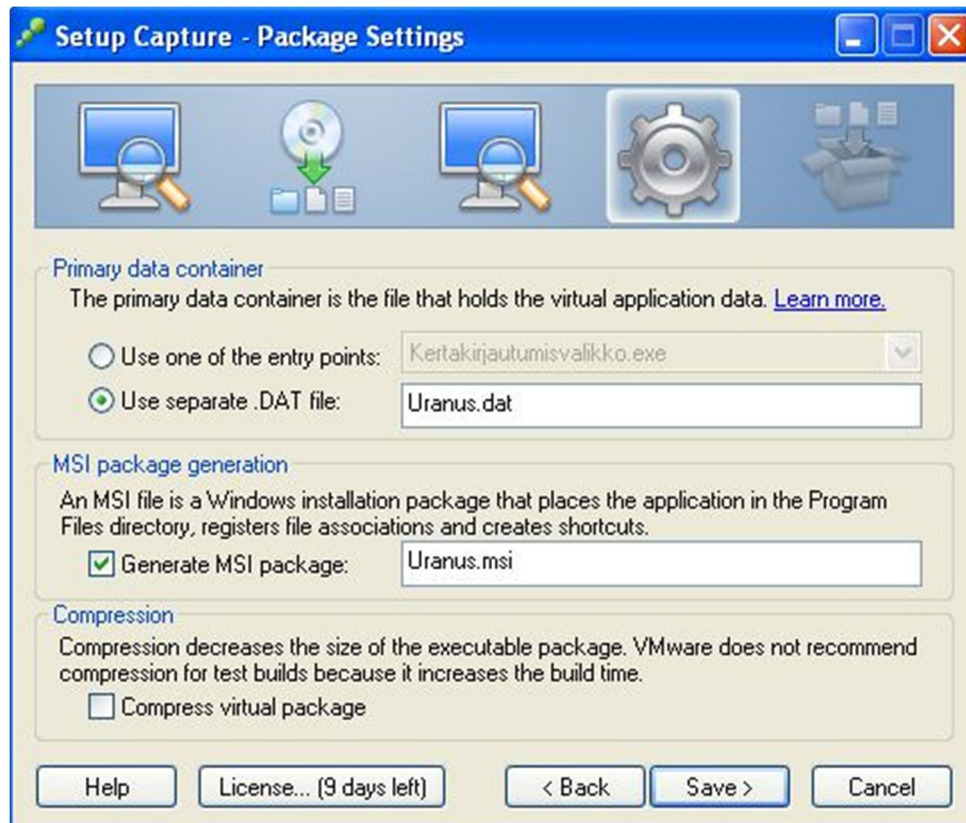 Setup Capture - Package Settings
Primary data container
The primary data container is the file that holds the virtual application data. Learn more.
Use one of the entry points:
Kertakirjautumisvalikko.exe
Use separate .DAT file:
Uranus.dat
MSI package generation
An MSI file is a Windows installation package that places the application in the Program
Files directory, registers file associations and creates shortcuts.
Generate MSI package:
Uranus.msi
Compression
Compression decreases the size of the executable package. VMware does not recommend
compression for test builds because it increases the build time.
Compress virtual package
Help
License... (9 days left)
< Back
Save >
Cancel